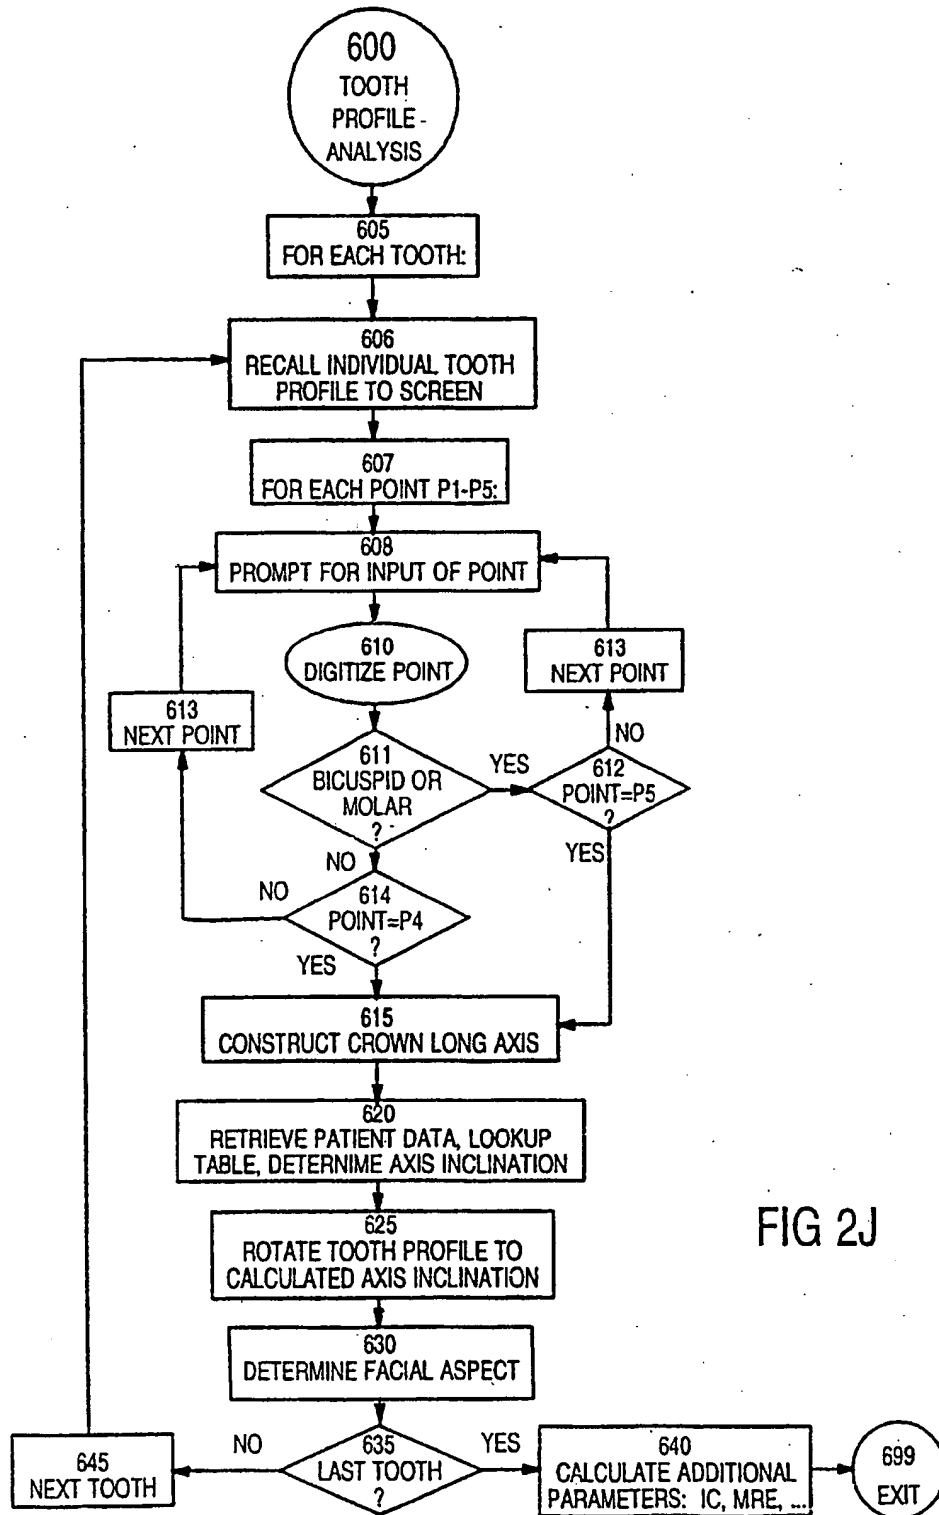 600
TOOTH
PROFILE-
ANALYSIS
605
FOR EACH TOOTH:
606
RECALL INDIVIDUAL TOOTH
PROFILE TO SCREEN
607
FOR EACH POINT P1-P5:
608
PROMPT FOR INPUT OF POINT
610
DIGITIZE POINT
613
NEXT POINT
613
NEXT POINT
611
BICUSPID OR
MOLAR
?
YES
NO
612
POINT=P5
?
NO
YES
614
POINT=P4
?
NO
YES
615
CONSTRUCT CROWN LONG AXIS
620
RETRIEVE PATIENT DATA, LOOKUP
TABLE, DETERNIME AXIS INCLINATION
625
ROTATE TOOTH PROFILE TO
CALCULATED AXIS INCLINATION
FIG 2J
630
DETERMINE FACIAL ASPECT
635
LAST TOOTH
?
NO
YES
645
NEXT TOOTH
640
CALCULATE ADDITIONAL
PARAMETERS: IC, MRE, ...
699
EXIT